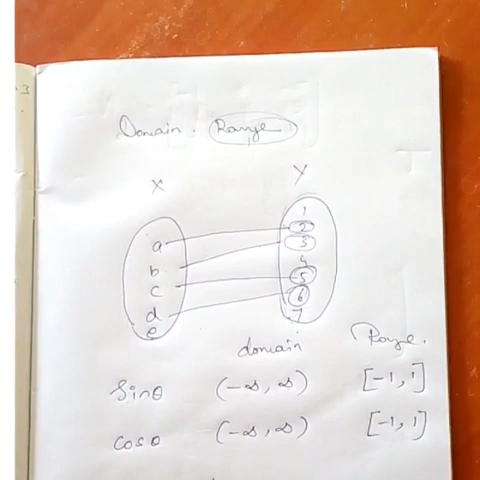 Domain. Range
X Y
1
a 2
3
b 4
c 5
d 6
e 7
domain Range.
Sinθ (-∞, ∞) [-1, 1]
cosθ (-∞, ∞) [-1, 1]